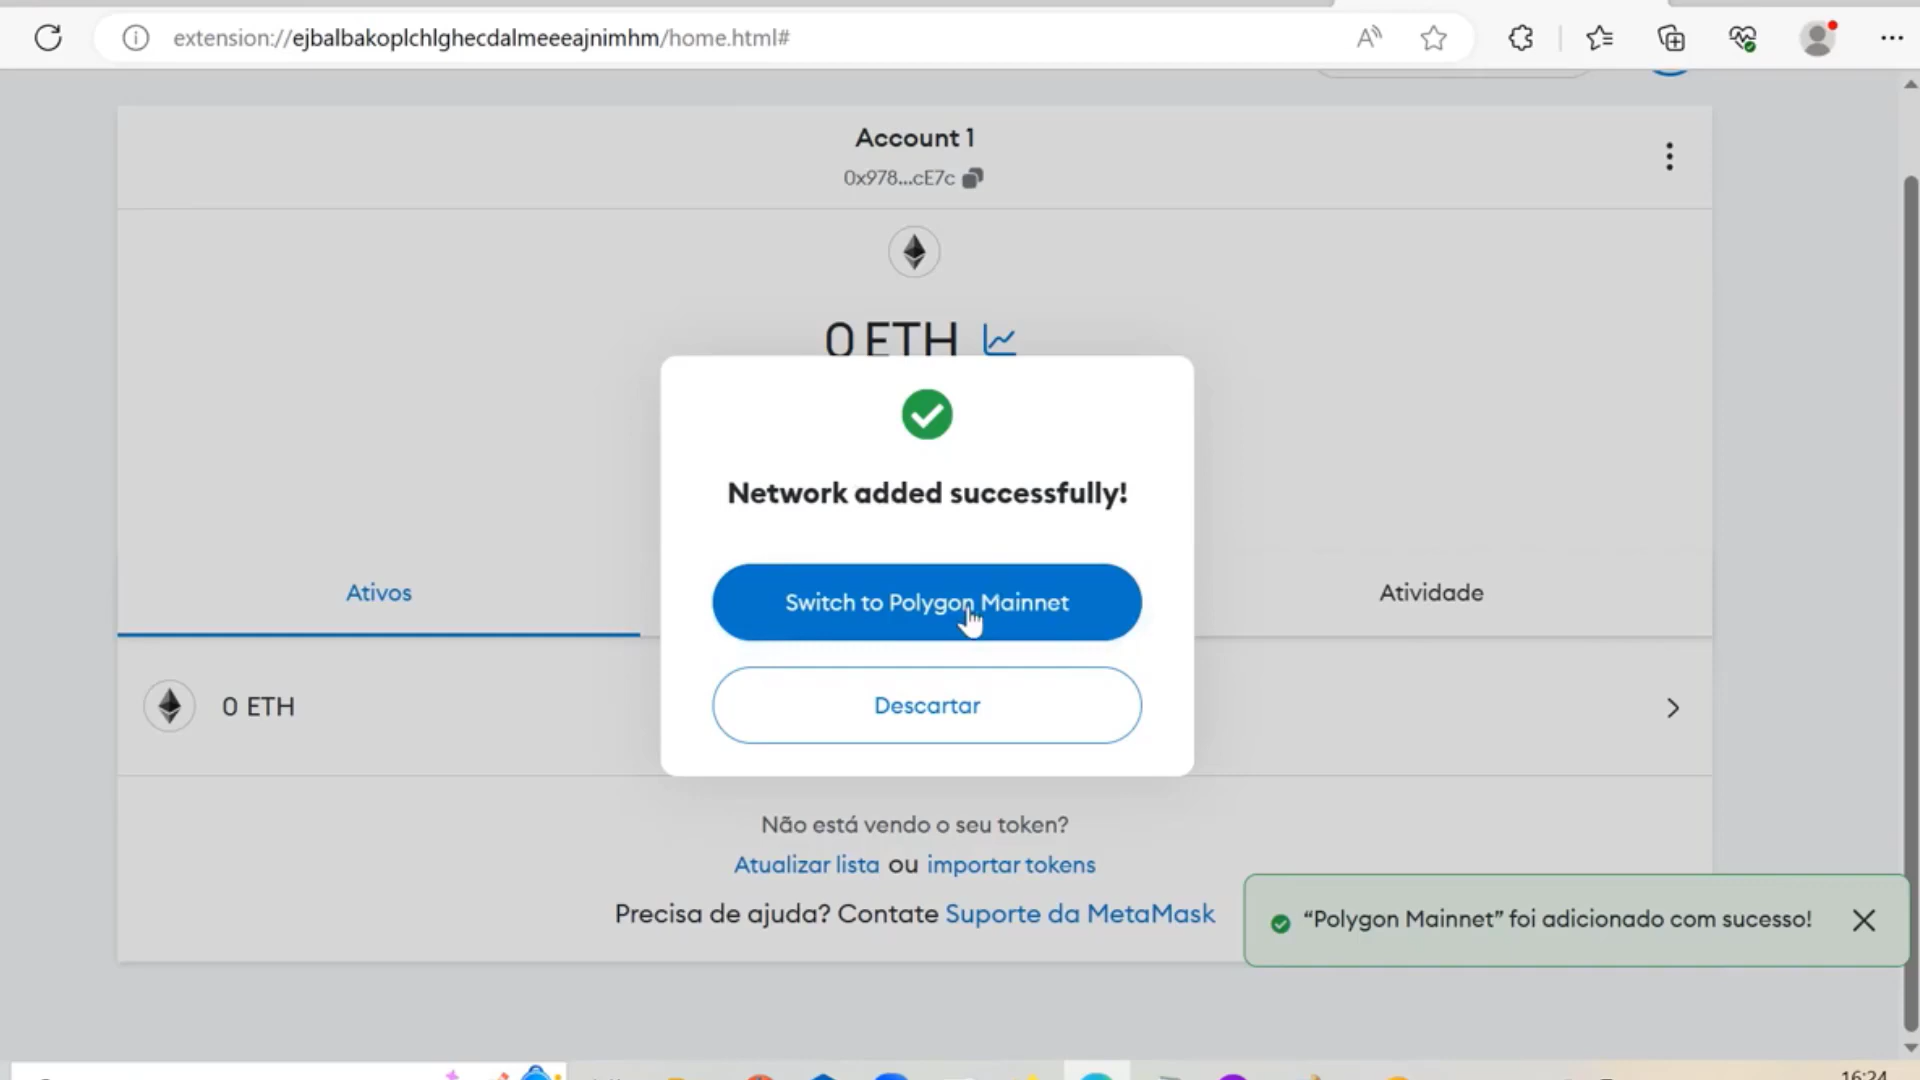 extension://ejbalbakoplchlghecdalmeeeajnimhm/home.html#
Account 1
0x978...cE7c
0 ETH
Network added successfully!
Switch to Polygon Mainnet
Descartar
Ativos
Atividade
0 ETH
Não está vendo o seu token?
Atualizar lista ou importar tokens
Precisa de ajuda? Contate Suporte da MetaMask
“Polygon Mainnet” foi adicionado com sucesso!
16:24